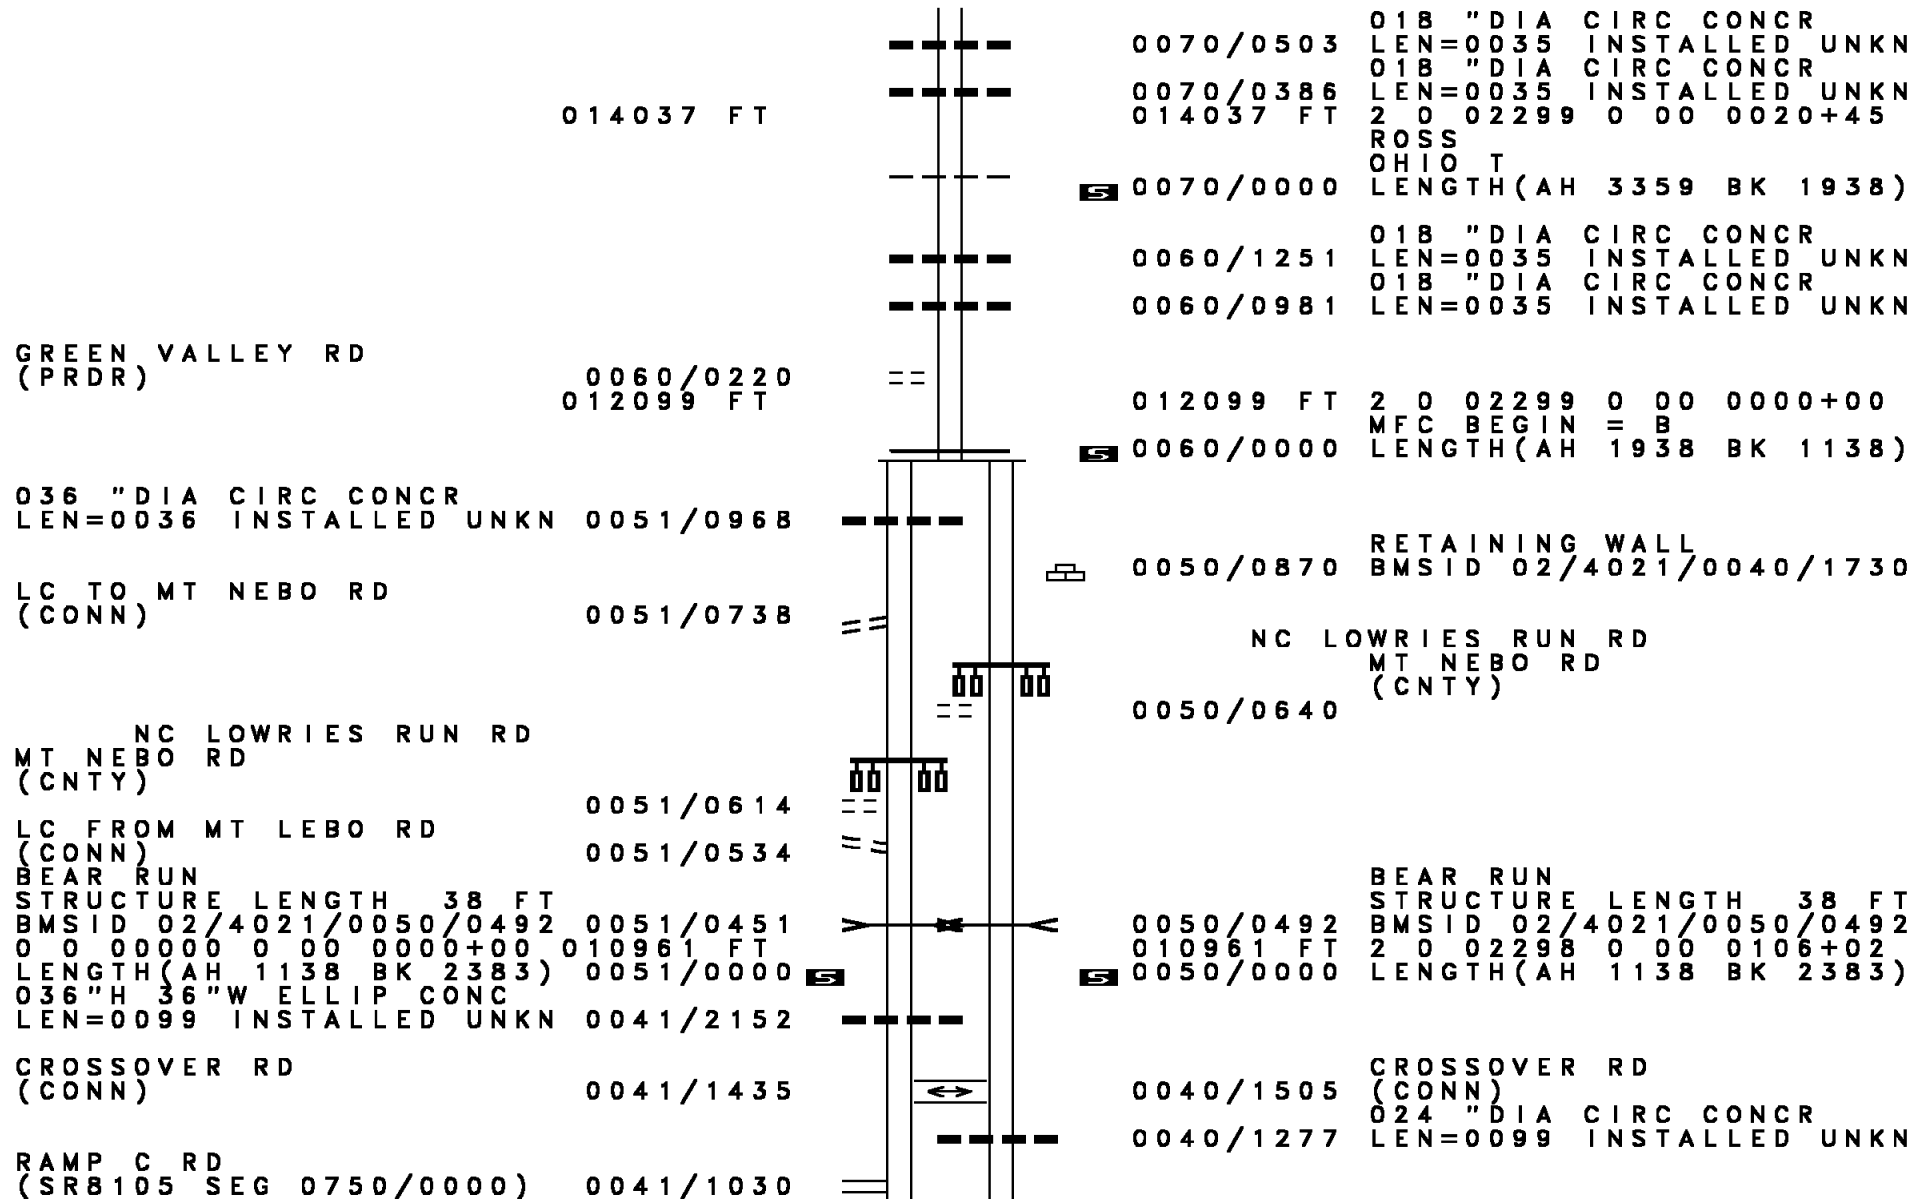 018 "DIA CIRC CONCR
0070/0503 LEN=0035 INSTALLED UNKN
018 "DIA CIRC CONCR
0070/0386 LEN=0035 INSTALLED UNKN
014037 FT 014037 FT 2 0 02299 0 00 0020+45
ROSS
OHIO T
S 0070/0000 LENGTH(AH 3359 BK 1938)
018 "DIA CIRC CONCR
0060/1251 LEN=0035 INSTALLED UNKN
018 "DIA CIRC CONCR
0060/0981 LEN=0035 INSTALLED UNKN
GREEN VALLEY RD
(PRDR) 0060/0220
012099 FT 012099 FT 2 0 02299 0 00 0000+00
MFC BEGIN = B
S 0060/0000 LENGTH(AH 1938 BK 1138)
036 "DIA CIRC CONCR
LEN=0036 INSTALLED UNKN 0051/0968
RETAINING WALL
0050/0870 BMSID 02/4021/0040/1730
LC TO MT NEBO RD
(CONN) 0051/0738
NC LOWRIES RUN RD
MT NEBO RD
(CNTY)
0050/0640
NC LOWRIES RUN RD
MT NEBO RD
(CNTY)
0051/0614
LC FROM MT LEBO RD
(CONN) 0051/0534
BEAR RUN BEAR RUN
STRUCTURE LENGTH 38 FT STRUCTURE LENGTH 38 FT
BMSID 02/4021/0050/0492 0051/0451 0050/0492 BMSID 02/4021/0050/0492
0 0 00000 0 00 0000+00 010961 FT 010961 FT 2 0 02298 0 00 0106+02
LENGTH(AH 1138 BK 2383) 0051/0000 S S 0050/0000 LENGTH(AH 1138 BK 2383)
036"H 36"W ELLIP CONC
LEN=0099 INSTALLED UNKN 0041/2152
CROSSOVER RD CROSSOVER RD
(CONN) 0041/1435 0040/1505 (CONN)
024 "DIA CIRC CONCR
0040/1277 LEN=0099 INSTALLED UNKN
RAMP C RD
(SR8105 SEG 0750/0000) 0041/1030